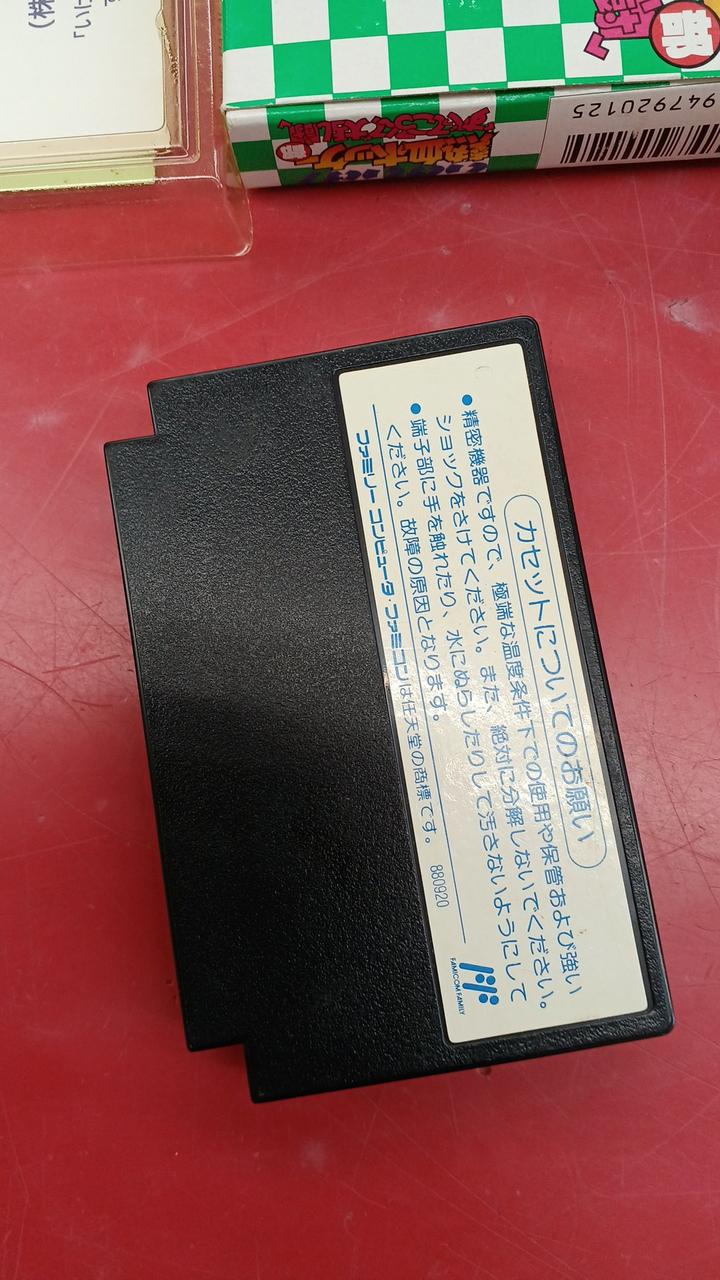 カセットについてのお願い
●精密機器ですので、極端な温度条件下での使用や保管および強い
ショックをさけてください。また、絶対に分解しないでください。
●端子部に手を触れたり、水にぬらしたりして汚さないようにして
ください。故障の原因となります。
ファミリーコンピュータ・ファミコンは任天堂の商標です。
880920
FAMICOM FAMILY
947920125
(株